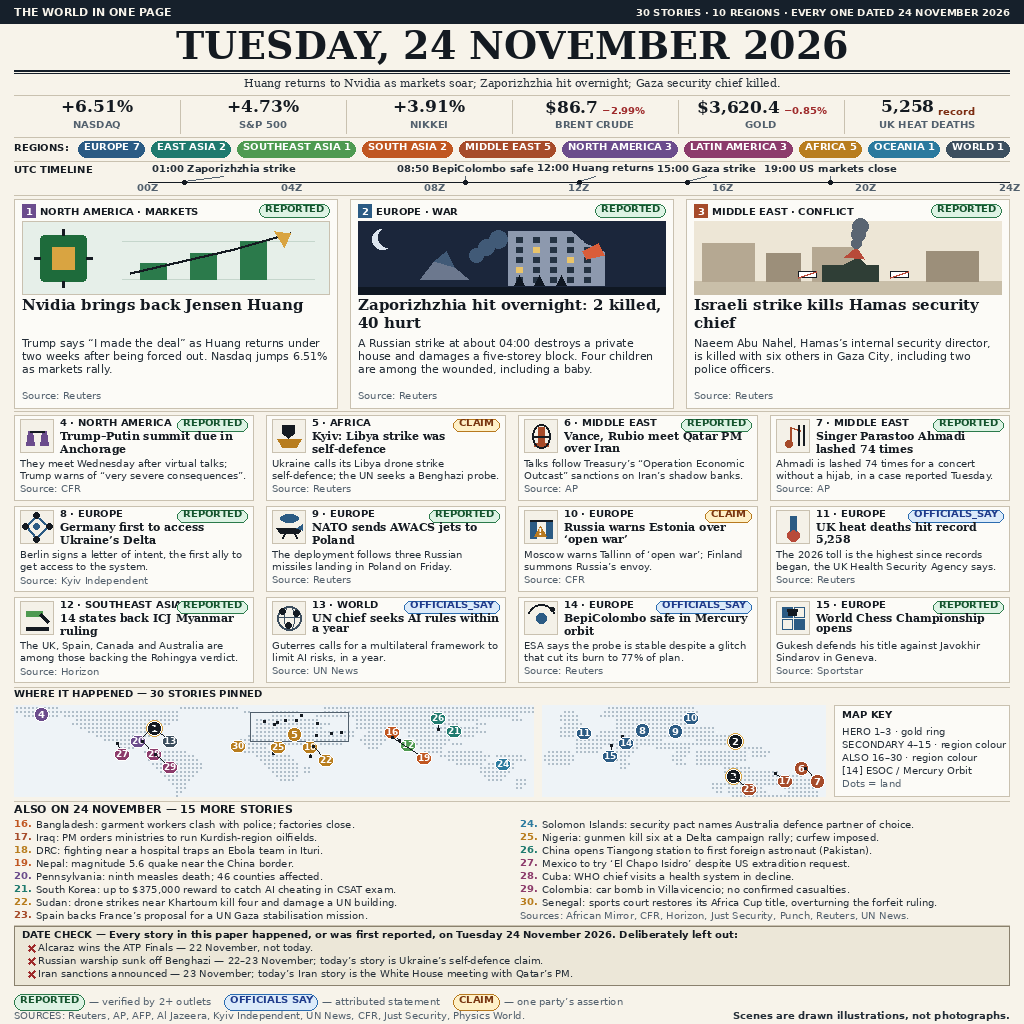 THE WORLD IN ONE PAGE
30 STORIES · 10 REGIONS · EVERY ONE DATED 24 NOVEMBER 2026
TUESDAY, 24 NOVEMBER 2026
Huang returns to Nvidia as markets soar; Zaporizhzhia hit overnight; Gaza security chief killed.
+6.51%
NASDAQ
+4.73%
S&P 500
+3.91%
NIKKEI
$86.7 −2.99%
BRENT CRUDE
$3,620.4 −0.85%
GOLD
5,258 record
UK HEAT DEATHS
REGIONS: EUROPE 7 EAST ASIA 2 SOUTHEAST ASIA 1 SOUTH ASIA 2 MIDDLE EAST 5 NORTH AMERICA 3 LATIN AMERICA 3 AFRICA 5 OCEANIA 1 WORLD 1
UTC TIMELINE
01:00 Zaporizhzhia strike
08:50 BepiColombo safe
12:00 Huang returns
15:00 Gaza strike
19:00 US markets close
00Z 04Z 08Z 12Z 16Z 20Z 24Z
1 NORTH AMERICA · MARKETS REPORTED
Nvidia brings back Jensen Huang
Trump says “I made the deal” as Huang returns under
two weeks after being forced out. Nasdaq jumps 6.51%
as markets rally.
Source: Reuters
2 EUROPE · WAR REPORTED
Zaporizhzhia hit overnight: 2 killed,
40 hurt
A Russian strike at about 04:00 destroys a private
house and damages a five-storey block. Four children
are among the wounded, including a baby.
Source: Reuters
3 MIDDLE EAST · CONFLICT REPORTED
Israeli strike kills Hamas security
chief
Naeem Abu Nahel, Hamas’s internal security director,
is killed with six others in Gaza City, including two
police officers.
Source: Reuters
4 · NORTH AMERICA REPORTED
Trump–Putin summit due in
Anchorage
They meet Wednesday after virtual talks;
Trump warns of “very severe consequences”.
Source: CFR
5 · AFRICA CLAIM
Kyiv: Libya strike was
self-defence
Ukraine calls its Libya drone strike
self-defence; the UN seeks a Benghazi probe.
Source: Reuters
6 · MIDDLE EAST REPORTED
Vance, Rubio meet Qatar PM
over Iran
Talks follow Treasury’s “Operation Economic
Outcast” sanctions on Iran’s shadow banks.
Source: AP
7 · MIDDLE EAST REPORTED
Singer Parastoo Ahmadi
lashed 74 times
Ahmadi is lashed 74 times for a concert
without a hijab, in a case reported Tuesday.
Source: AP
8 · EUROPE REPORTED
Germany first to access
Ukraine’s Delta
Berlin signs a letter of intent, the first ally to
get access to the system.
Source: Kyiv Independent
9 · EUROPE REPORTED
NATO sends AWACS jets to
Poland
The deployment follows three Russian
missiles landing in Poland on Friday.
Source: Reuters
10 · EUROPE CLAIM
Russia warns Estonia over
‘open war’
Moscow warns Tallinn of ‘open war’; Finland
summons Russia’s envoy.
Source: CFR
11 · EUROPE OFFICIALS_SAY
UK heat deaths hit record
5,258
The 2026 toll is the highest since records
began, the UK Health Security Agency says.
Source: Reuters
12 · SOUTHEAST ASIA REPORTED
14 states back ICJ Myanmar
ruling
The UK, Spain, Canada and Australia are
among those backing the Rohingya verdict.
Source: Horizon
13 · WORLD OFFICIALS_SAY
UN chief seeks AI rules within
a year
Guterres calls for a multilateral framework to
limit AI risks, in a year.
Source: UN News
14 · EUROPE OFFICIALS_SAY
BepiColombo safe in Mercury
orbit
ESA says the probe is stable despite a glitch
that cut its burn to 77% of plan.
Source: Reuters
15 · EUROPE REPORTED
World Chess Championship
opens
Gukesh defends his title against Javokhir
Sindarov in Geneva.
Source: Sportstar
WHERE IT HAPPENED — 30 STORIES PINNED
4 13 27 29 30 5 25 22 16 12 19 26 21 24
11 14 15 8 9 10 2 23 17 6 7
MAP KEY
HERO 1–3 · gold ring
SECONDARY 4–15 · region colour
ALSO 16–30 · region colour
[14] ESOC / Mercury Orbit
Dots = land
ALSO ON 24 NOVEMBER — 15 MORE STORIES
16. Bangladesh: garment workers clash with police; factories close.
17. Iraq: PM orders ministries to run Kurdish-region oilfields.
18. DRC: fighting near a hospital traps an Ebola team in Ituri.
19. Nepal: magnitude 5.6 quake near the China border.
20. Pennsylvania: ninth measles death; 46 counties affected.
21. South Korea: up to $375,000 reward to catch AI cheating in CSAT exam.
22. Sudan: drone strikes near Khartoum kill four and damage a UN building.
23. Spain backs France’s proposal for a UN Gaza stabilisation mission.
24. Solomon Islands: security pact names Australia defence partner of choice.
25. Nigeria: gunmen kill six at a Delta campaign rally; curfew imposed.
26. China opens Tiangong station to first foreign astronaut (Pakistan).
27. Mexico to try ‘El Chapo Isidro’ despite US extradition request.
28. Cuba: WHO chief visits a health system in decline.
29. Colombia: car bomb in Villavicencio; no confirmed casualties.
30. Senegal: sports court restores its Africa Cup title, overturning the forfeit ruling.
Sources: African Mirror, CFR, Horizon, Just Security, Punch, Reuters, UN News.
DATE CHECK — Every story in this paper happened, or was first reported, on Tuesday 24 November 2026. Deliberately left out:
✗ Alcaraz wins the ATP Finals — 22 November, not today.
✗ Russian warship sunk off Benghazi — 22–23 November; today’s story is Ukraine’s self-defence claim.
✗ Iran sanctions announced — 23 November; today’s Iran story is the White House meeting with Qatar’s PM.
REPORTED — verified by 2+ outlets OFFICIALS SAY — attributed statement CLAIM — one party’s assertion
SOURCES: Reuters, AP, AFP, Al Jazeera, Kyiv Independent, UN News, CFR, Just Security, Physics World.
Scenes are drawn illustrations, not photographs.